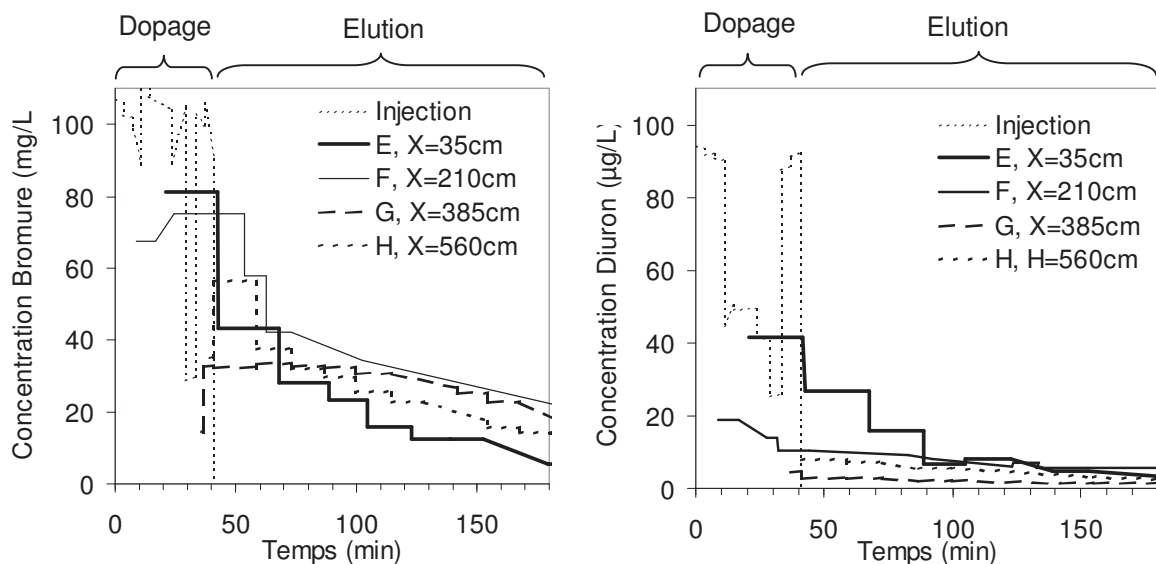 Dopage
Elution
Concentration Bromure (mg/L
100
80
60
40
20
0
Injection
E, X=35cm
F, X=210cm
G, X=385cm
H, X=560cm
0
50
100
150
Temps (min)
Dopage
Elution
Concentration Diuron (µg/L)
100
80
60
40
20
0
Injection
E, X=35cm
F, X=210cm
G, X=385cm
H, H=560cm
0
50
100
150
Temps (min)